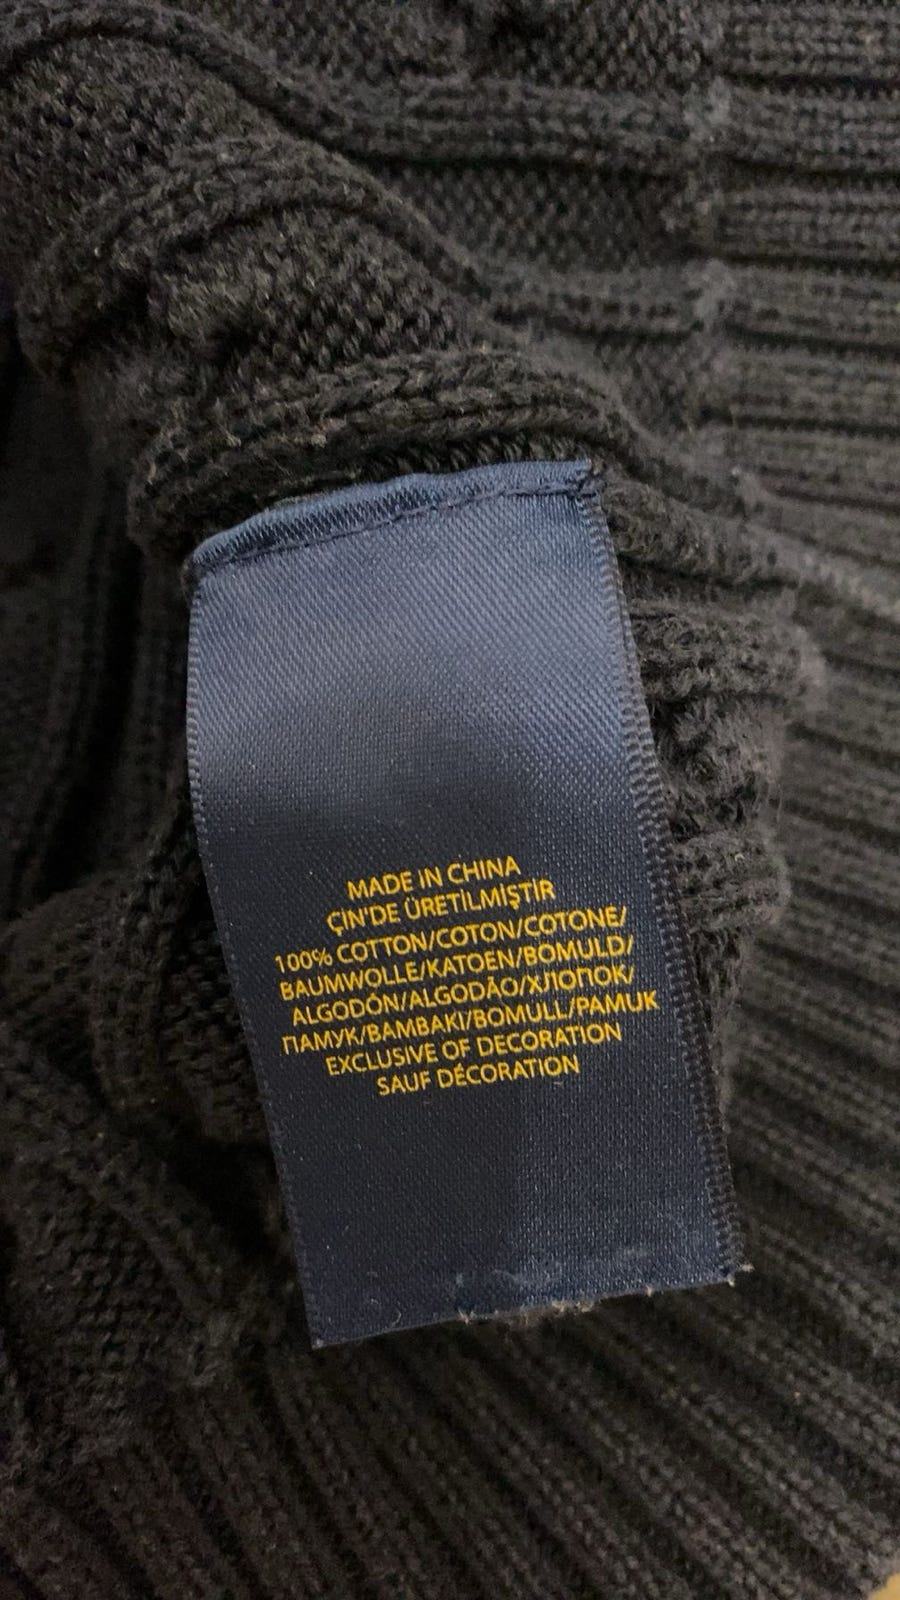 MADE IN CHINA
ÇİN'DE ÜRETİLMİŞTİR
100% COTTON/COTON/COTONE/
BAUMWOLLE/KATOEN/BOMULD/
ALGODÓN/ALGODÃO/ХЛОПОК/
ПАМУК/BAMBAKI/BOMULL/PAMUK
EXCLUSIVE OF DECORATION
SAUF DÉCORATION